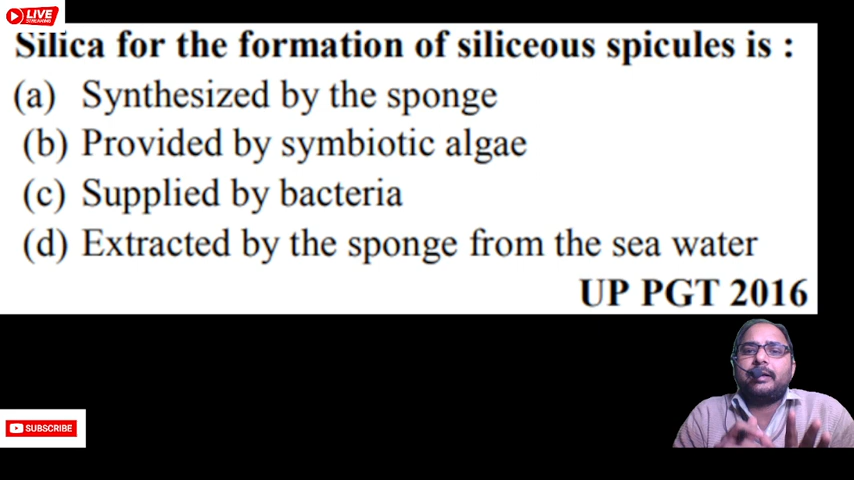 LIVE
STREAMING
Silica for the formation of siliceous spicules is :
(a) Synthesized by the sponge
(b) Provided by symbiotic algae
(c) Supplied by bacteria
(d) Extracted by the sponge from the sea water
UP PGT 2016
SUBSCRIBE